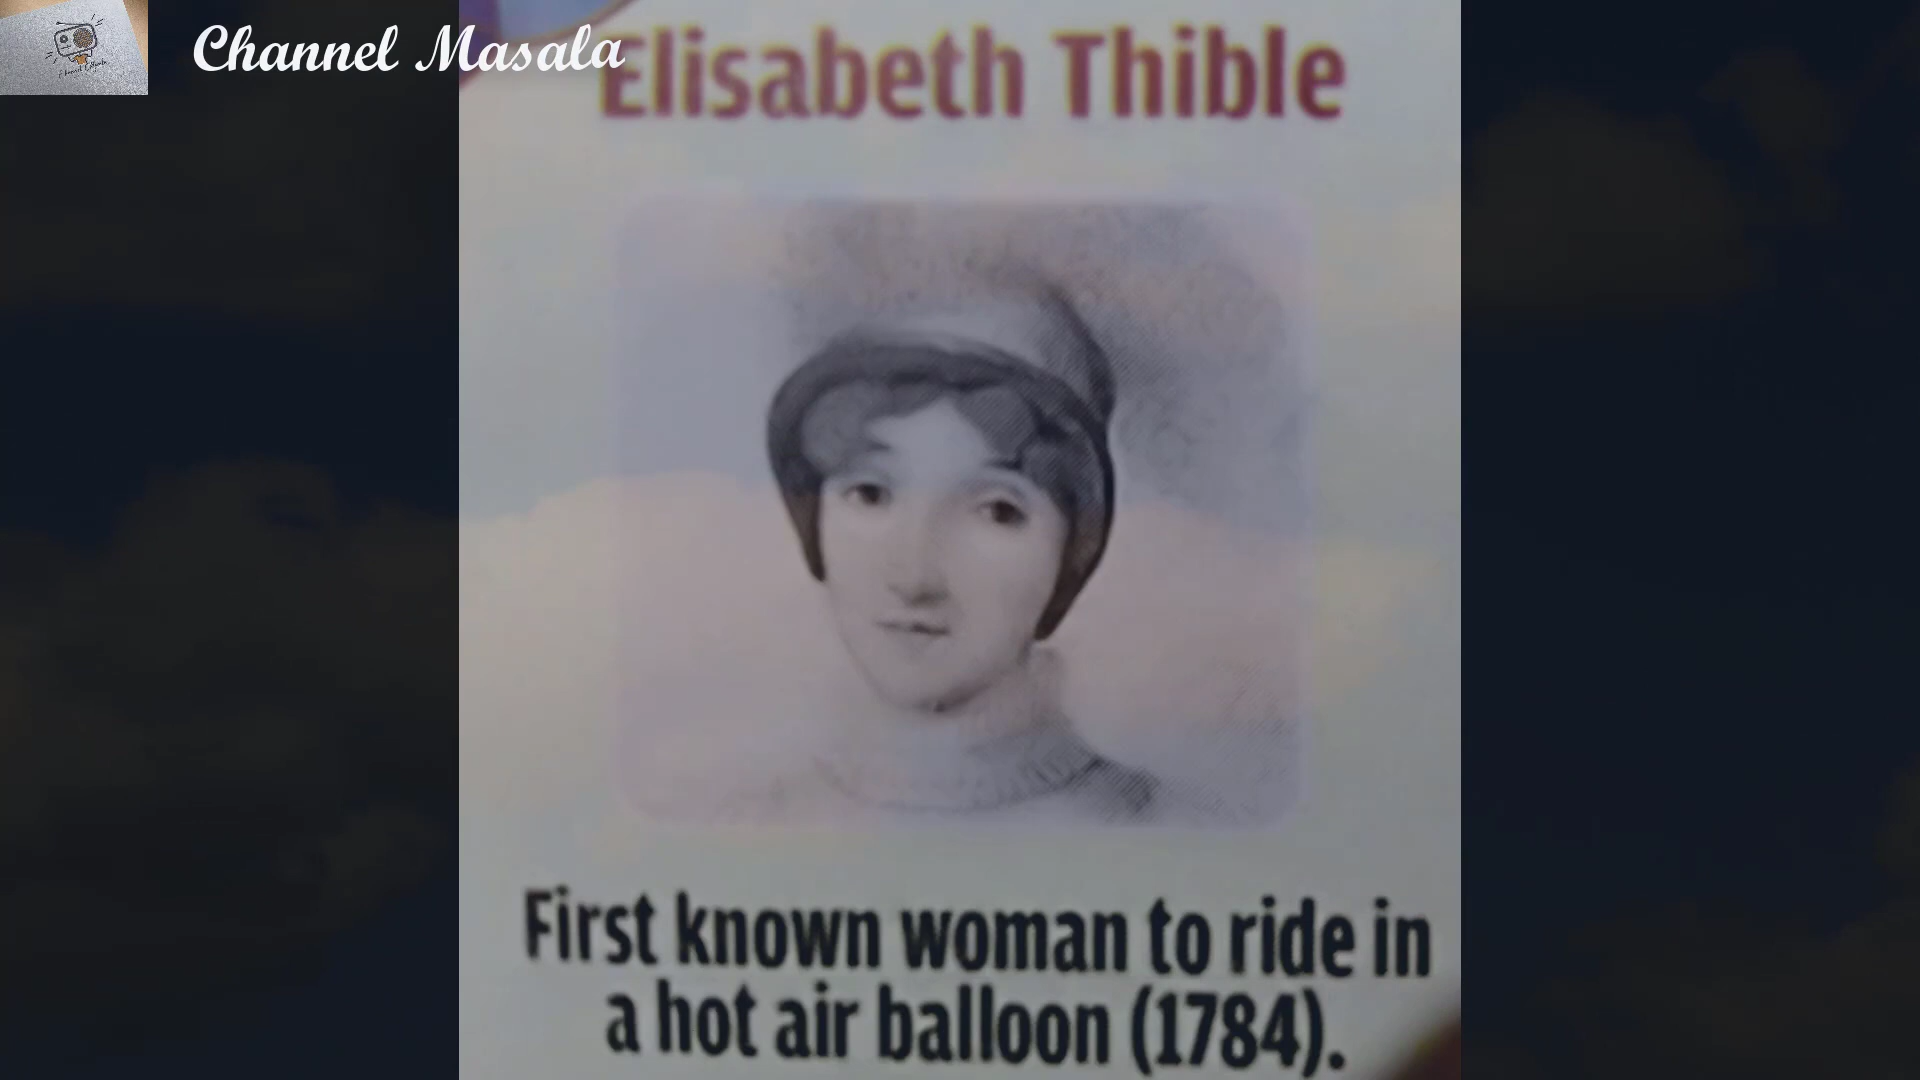 Channel Masala
Elisabeth Thible
First known woman to ride in
a hot air balloon (1784).